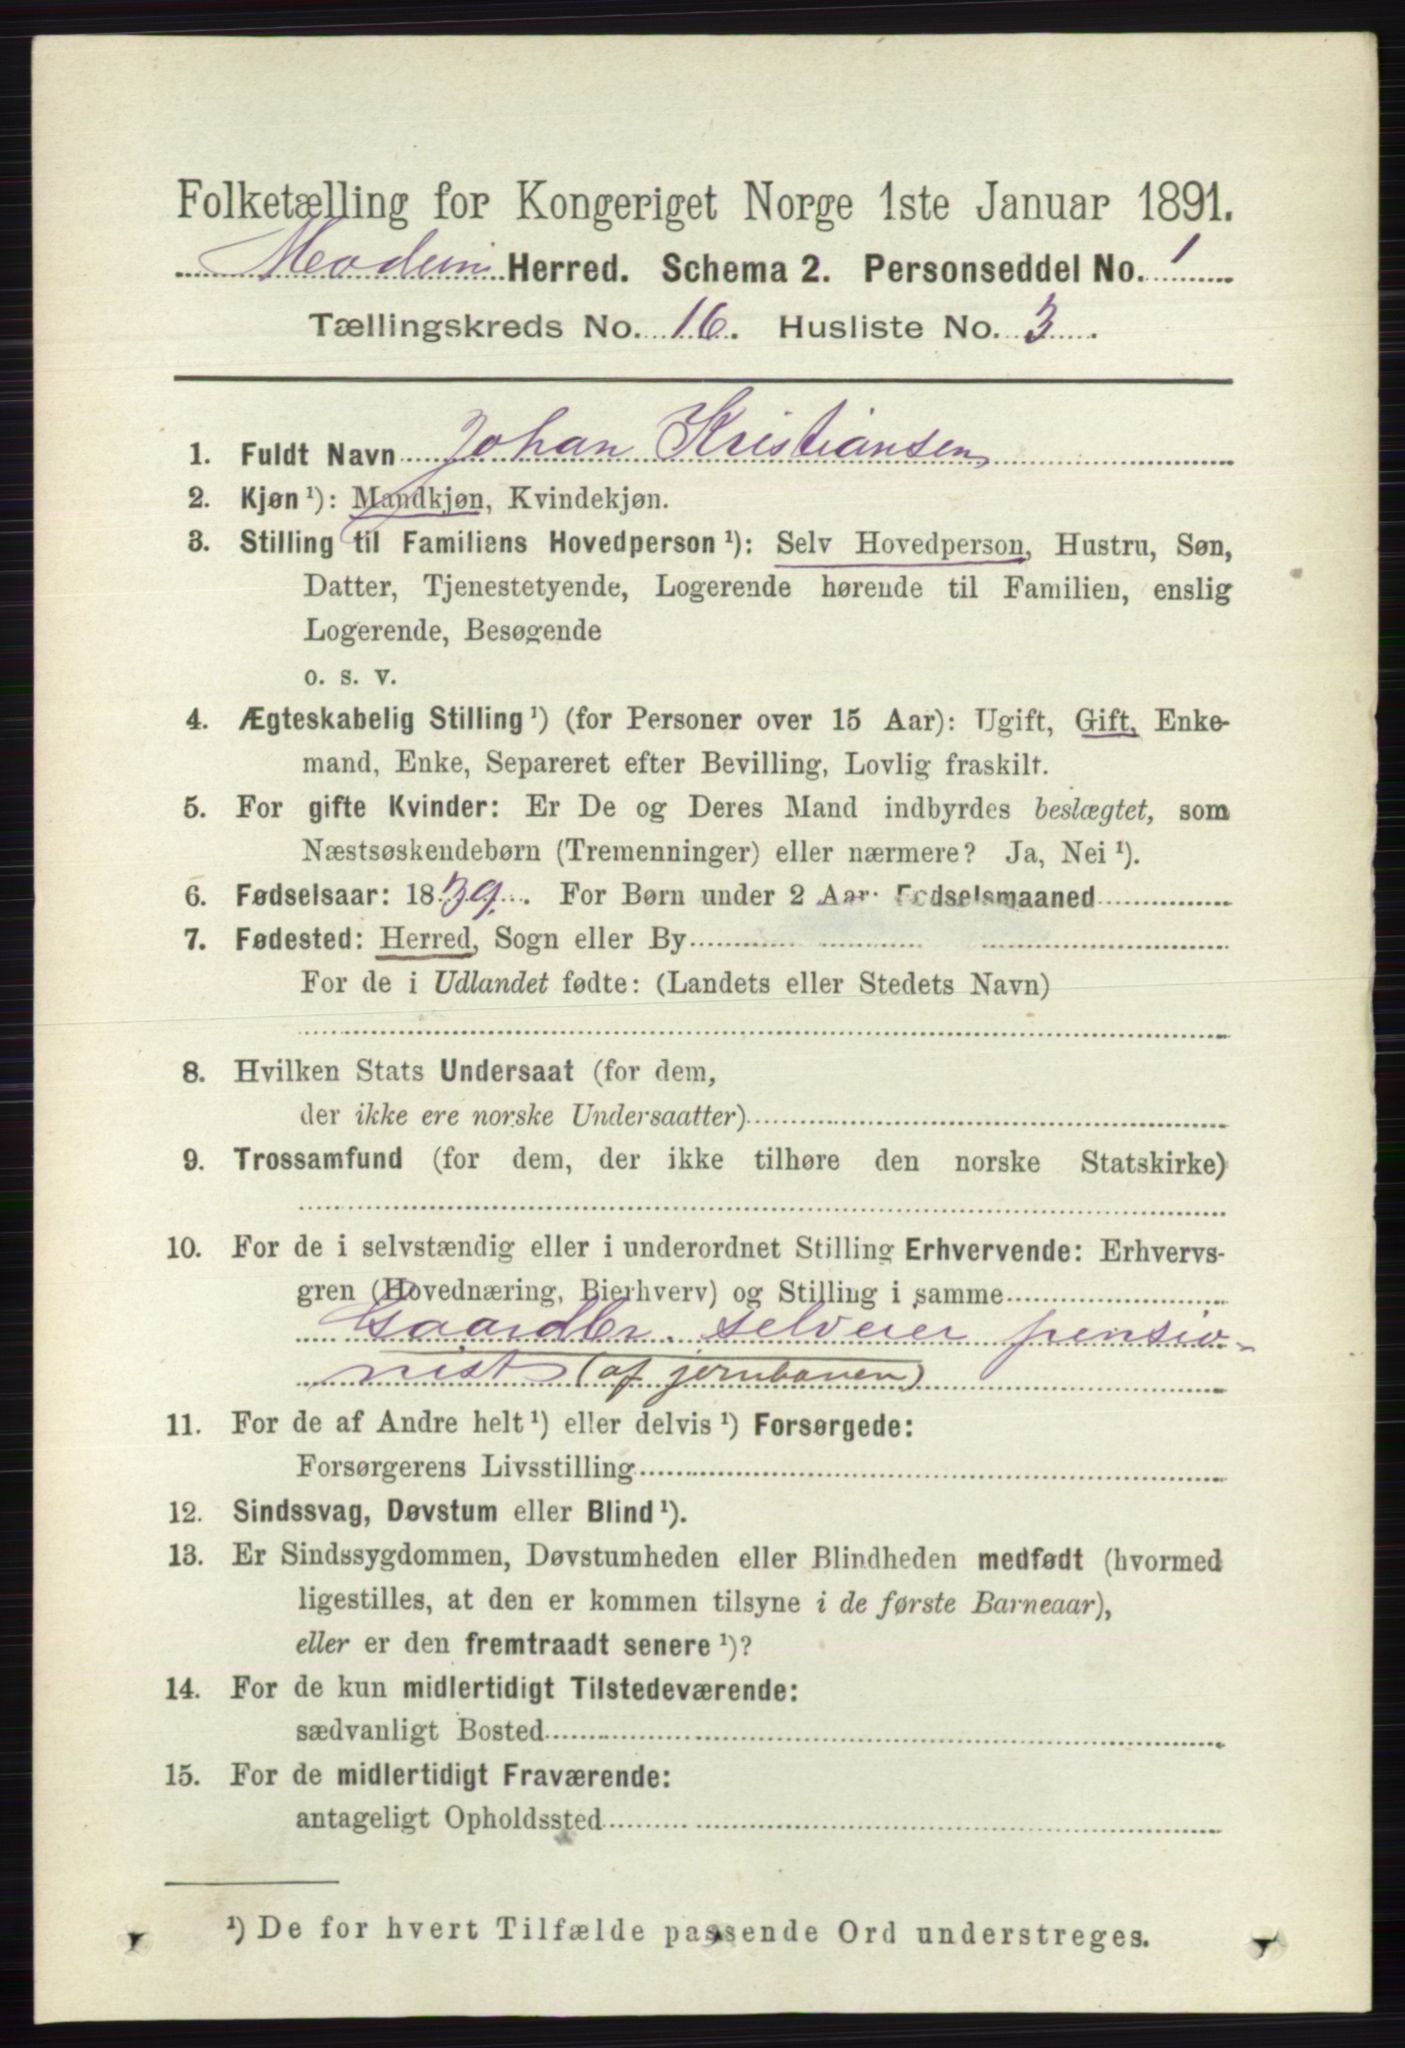 Folketælling for Kongeriget Norge 1ste Januar 1891.
Modum Herred. Schema 2. Personseddel No. 1
Tællingskreds No. 16. Husliste No. 3.
1. Fuldt Navn Johan Kristiansen
2. Kjøn ¹): Mandkjøn, Kvindekjøn.
3. Stilling til Familiens Hovedperson ¹): Selv Hovedperson, Hustru, Søn,
Datter, Tjenestetyende, Logerende hørende til Familien, enslig
Logerende, Besøgende
o. s. v.
4. Ægteskabelig Stilling ¹) (for Personer over 15 Aar): Ugift, Gift, Enke-
mand, Enke, Separeret efter Bevilling, Lovlig fraskilt.
5. For gifte Kvinder: Er De og Deres Mand indbyrdes beslægtet, som
Næstsøskendebørn (Tremenninger) eller nærmere? Ja, Nei ¹).
6. Fødselsaar: 1839. For Børn under 2 Aar: Fødselsmaaned
7. Fødested: Herred, Sogn eller By
For de i Udlandet fødte: (Landets eller Stedets Navn)
8. Hvilken Stats Undersaat (for dem,
der ikke ere norske Undersaatter)
9. Trossamfund (for dem, der ikke tilhøre den norske Statskirke)
10. For de i selvstændig eller i underordnet Stilling Erhvervende: Erhvervs-
gren (Hovednæring, Bierhverv) og Stilling i samme
Gaardbr. selveier pensio-
nist (af jernbanen)
11. For de af Andre helt ¹) eller delvis ¹) Forsørgede:
Forsørgerens Livsstilling
12. Sindssvag, Døvstum eller Blind ¹).
13. Er Sindssygdommen, Døvstumheden eller Blindheden medfødt (hvormed
ligestilles, at den er kommen tilsyne i de første Barneaar),
eller er den fremtraadt senere ¹)?
14. For de kun midlertidigt Tilstedeværende:
sædvanligt Bosted
15. For de midlertidigt Fraværende:
antageligt Opholdssted
¹) De for hvert Tilfælde passende Ord understreges.